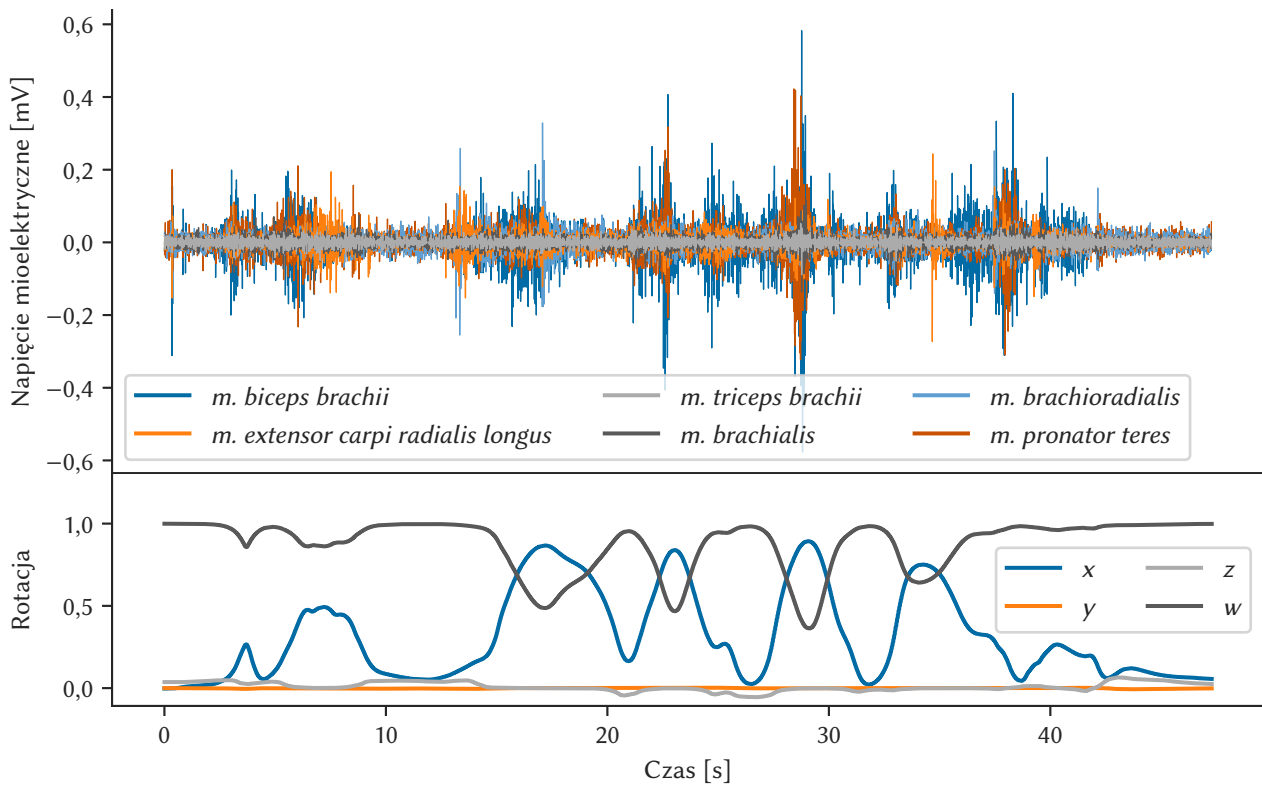 Napięcie mioelektryczne [mV]
0,6
0,4
0,2
0,0
−0,2
−0,4
−0,6
m. biceps brachii
m. triceps brachii
m. brachioradialis
m. extensor carpi radialis longus
m. brachialis
m. pronator teres
Rotacja
1,0
0,5
0,0
x
z
y
w
0
10
20
30
40
Czas [s]